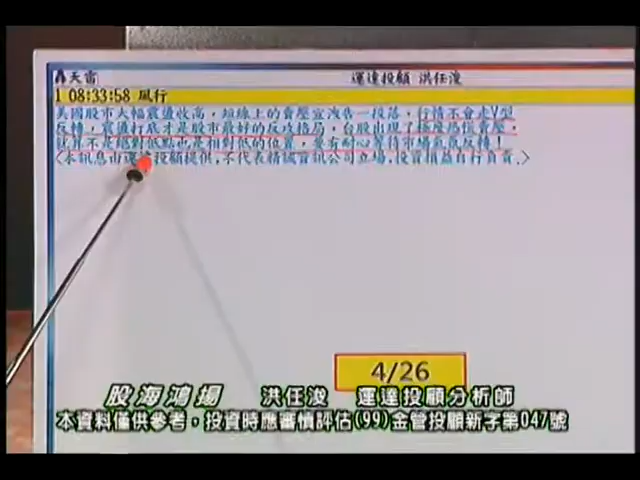 天雷 運達投顧 洪任浚
1 08:33:58 風行
美國股市大幅震盪收高，短線上的賣壓宣洩告一段落，行情不會走V型
反轉，震盪打底才是股市最好的反攻格局，台股出現了極度恐慌賣壓，
就算不是絕對低點也是相對低的位置，要有耐心等待市場氣氛反轉！
〈本訊息由運達投顧提供，不代表精誠資訊公司立場，投資損益自行負責.〉
4/26
股海鴻揚 洪任浚 運達投顧分析師
本資料僅供參考，投資時應審慎評估(99)金管投顧新字第047號